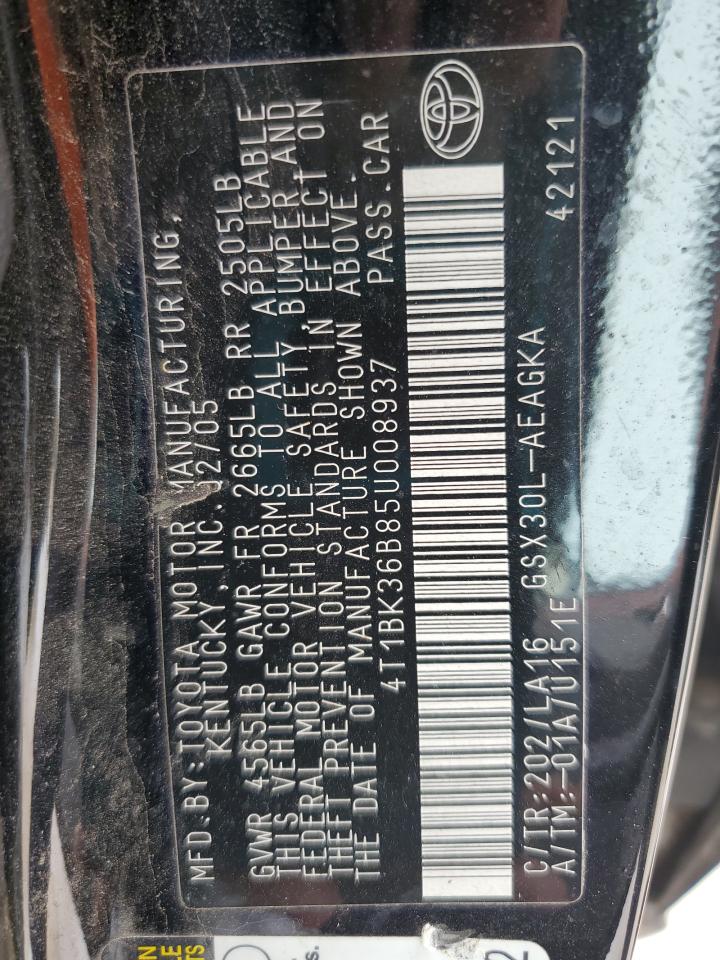 MFD.BY:TOYOTA MOTOR MANUFACTURING,
KENTUCKY,INC. 12/05
GVWR 4565LB GAWR FR 2665LB RR 2505LB
THIS VEHICLE CONFORMS TO ALL APPLICABLE
FEDERAL MOTOR VEHICLE SAFETY, BUMPER AND
THEFT PREVENTION STANDARDS IN EFFECT ON
THE DATE OF MANUFACTURE SHOWN ABOVE.
4T1BK36B85U008937 PASS.CAR
C/TR:202/LA16 GSX30L-AEAGKA
A/TM:-01A/U151E 42121